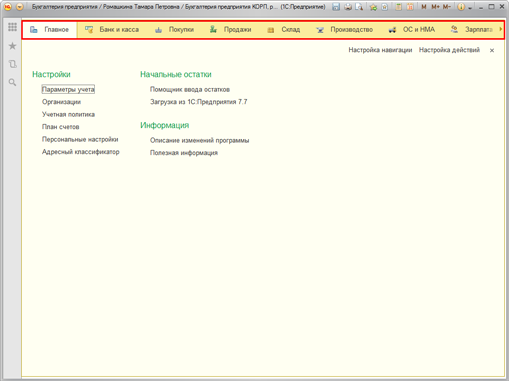 Бухгалтерия предприятия / Ромашкина Тамара Петровна / Бухгалтерия предприятия КОРП, р... (1С:Предприятие)
M M+ M-
Главное Банк и касса Покупки Продажи Склад Производство ОС и НМА Зарплата
Настройка навигации Настройка действий
Настройки
Параметры учета
Организации
Учетная политика
План счетов
Персональные настройки
Адресный классификатор
Начальные остатки
Помощник ввода остатков
Загрузка из 1С:Предприятия 7.7
Информация
Описание изменений программы
Полезная информация